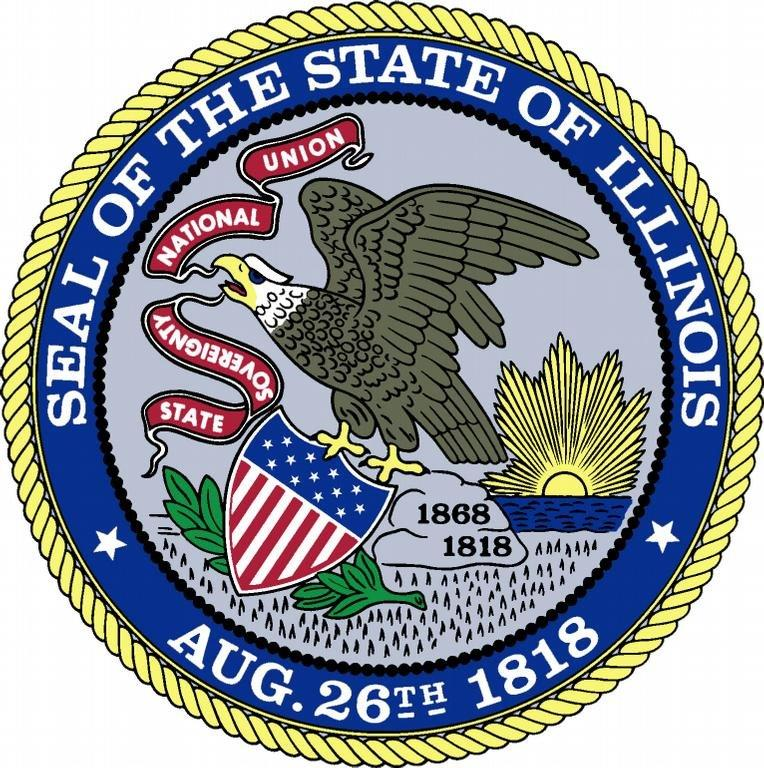 SEAL OF THE STATE OF ILLINOIS
UNION
NATIONAL
SOVEREIGNTY
STATE
1868
1818
AUG. 26TH 1818